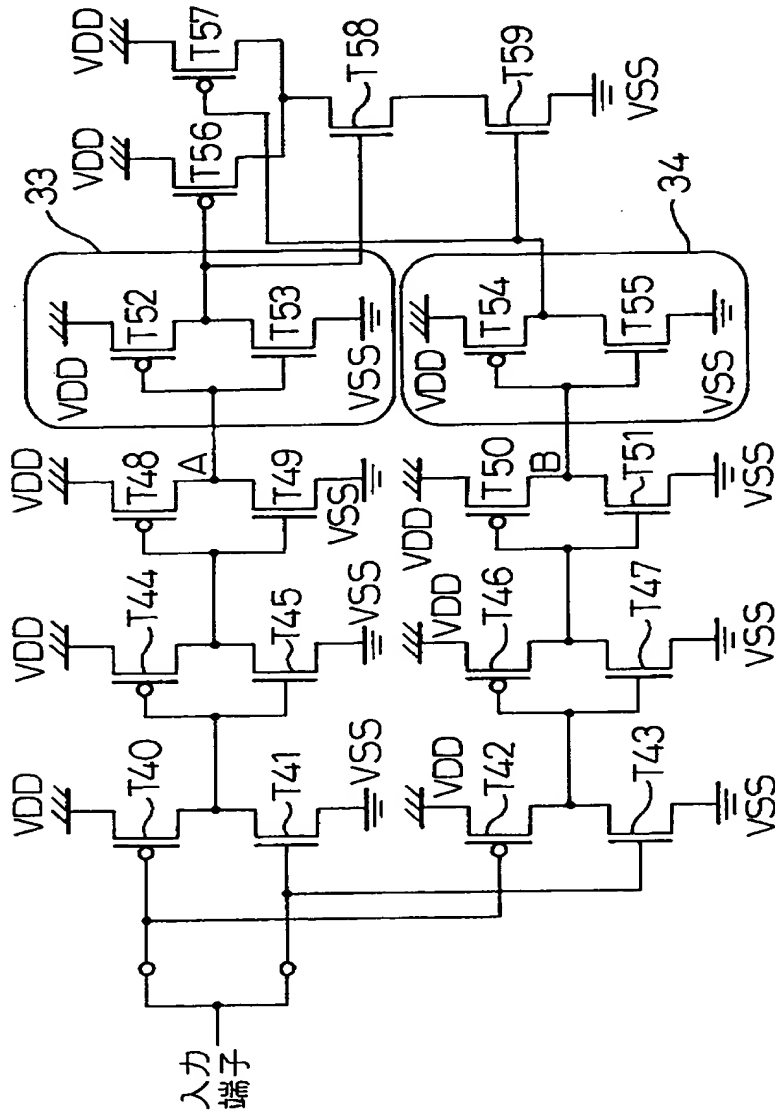 入力
端子
VDD
T40
T41
VSS
VDD
T42
T43
VSS
VDD
T44
T45
VSS
VDD
T46
T47
VSS
VDD
T48
A
T49
VSS
VDD
T50
B
T51
VSS
33
VDD
T52
T53
VSS
34
VDD
T54
T55
VSS
VDD
T56
VDD
T57
T58
T59
VSS